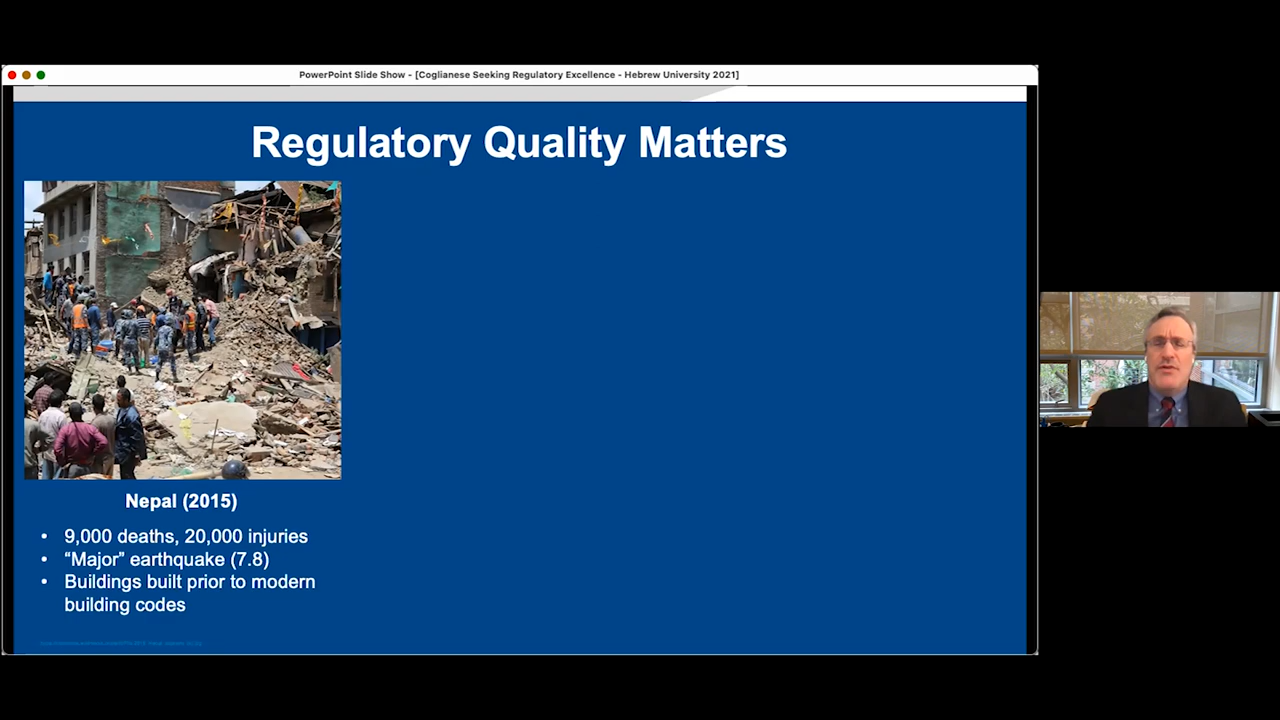 PowerPoint Slide Show - [Coglianese Seeking Regulatory Excellence - Hebrew University 2021]
Regulatory Quality Matters
Nepal (2015)
• 9,000 deaths, 20,000 injuries
• “Major” earthquake (7.8)
• Buildings built prior to modern
building codes